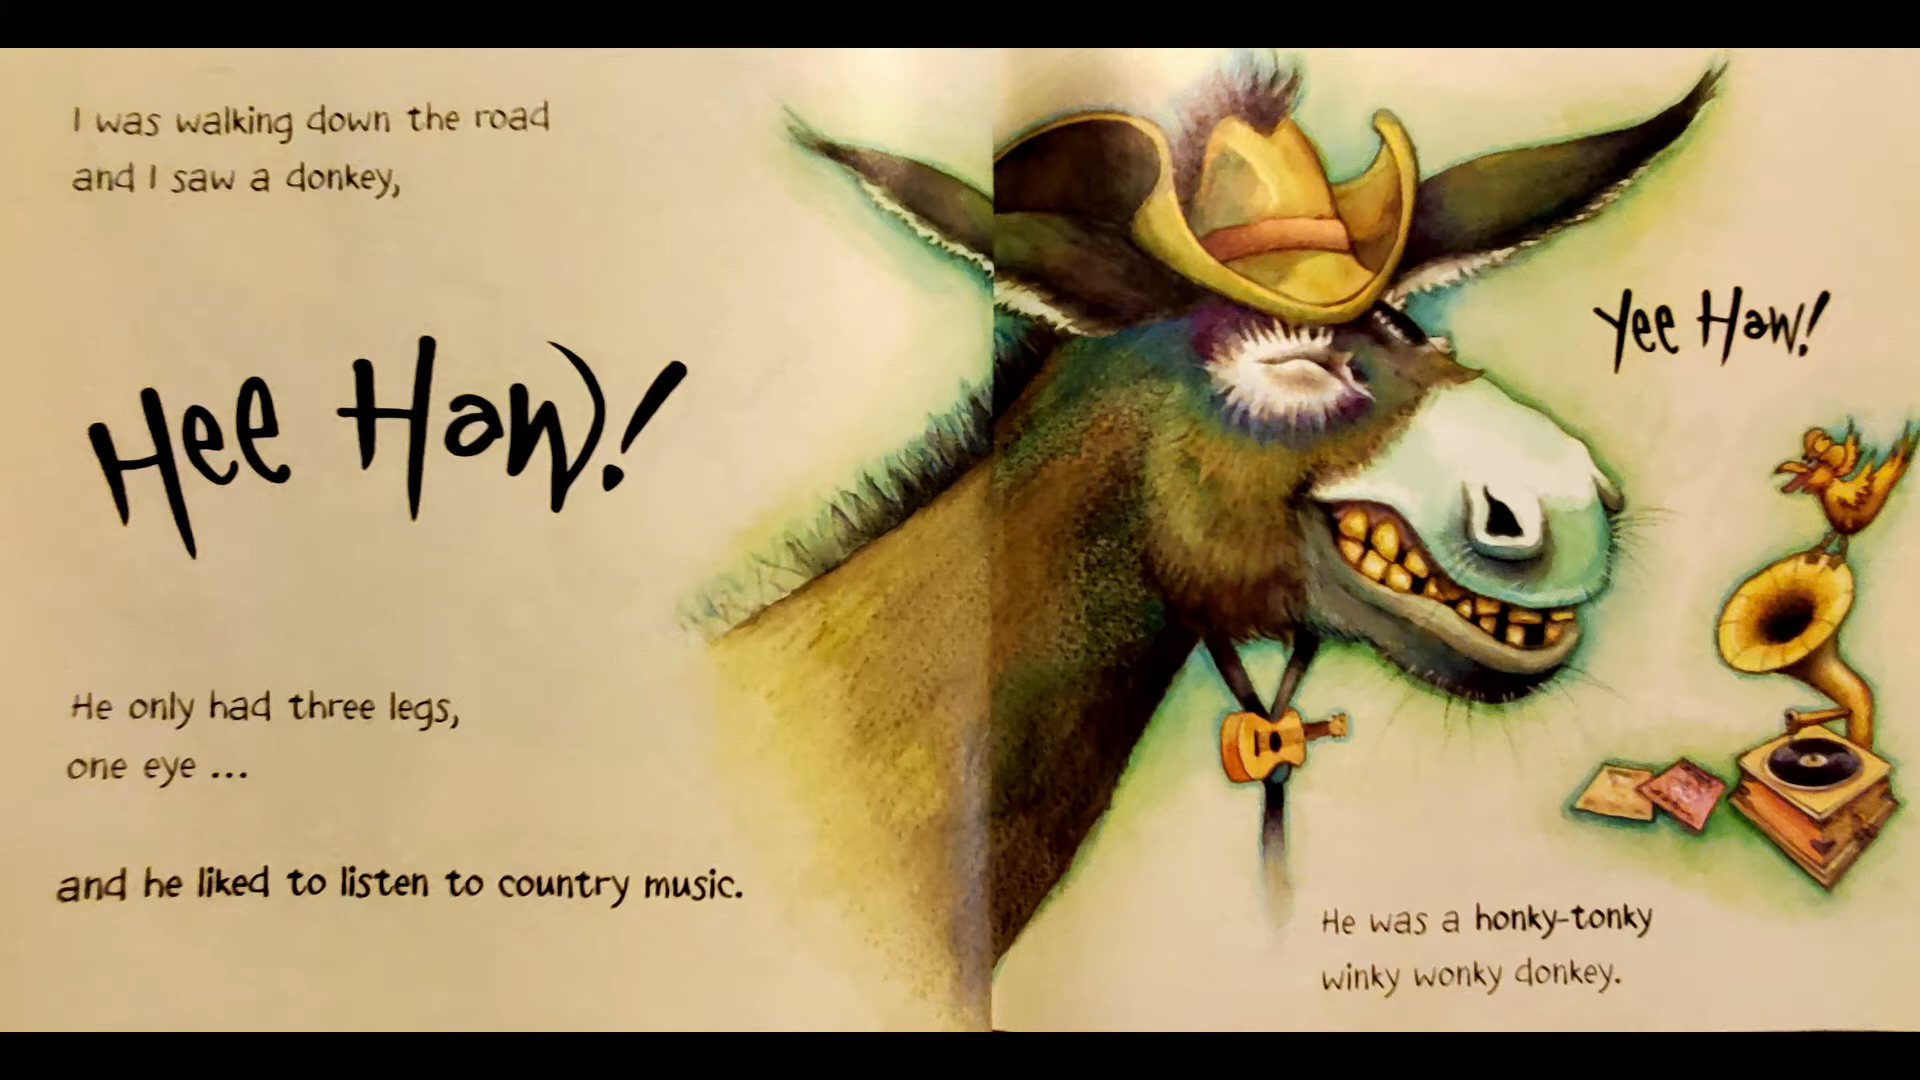 I was walking down the road
and I saw a donkey,
Hee Haw!
He only had three legs,
one eye ...
and he liked to listen to country music.
Yee Haw!
He was a honky-tonky
winky wonky donkey.